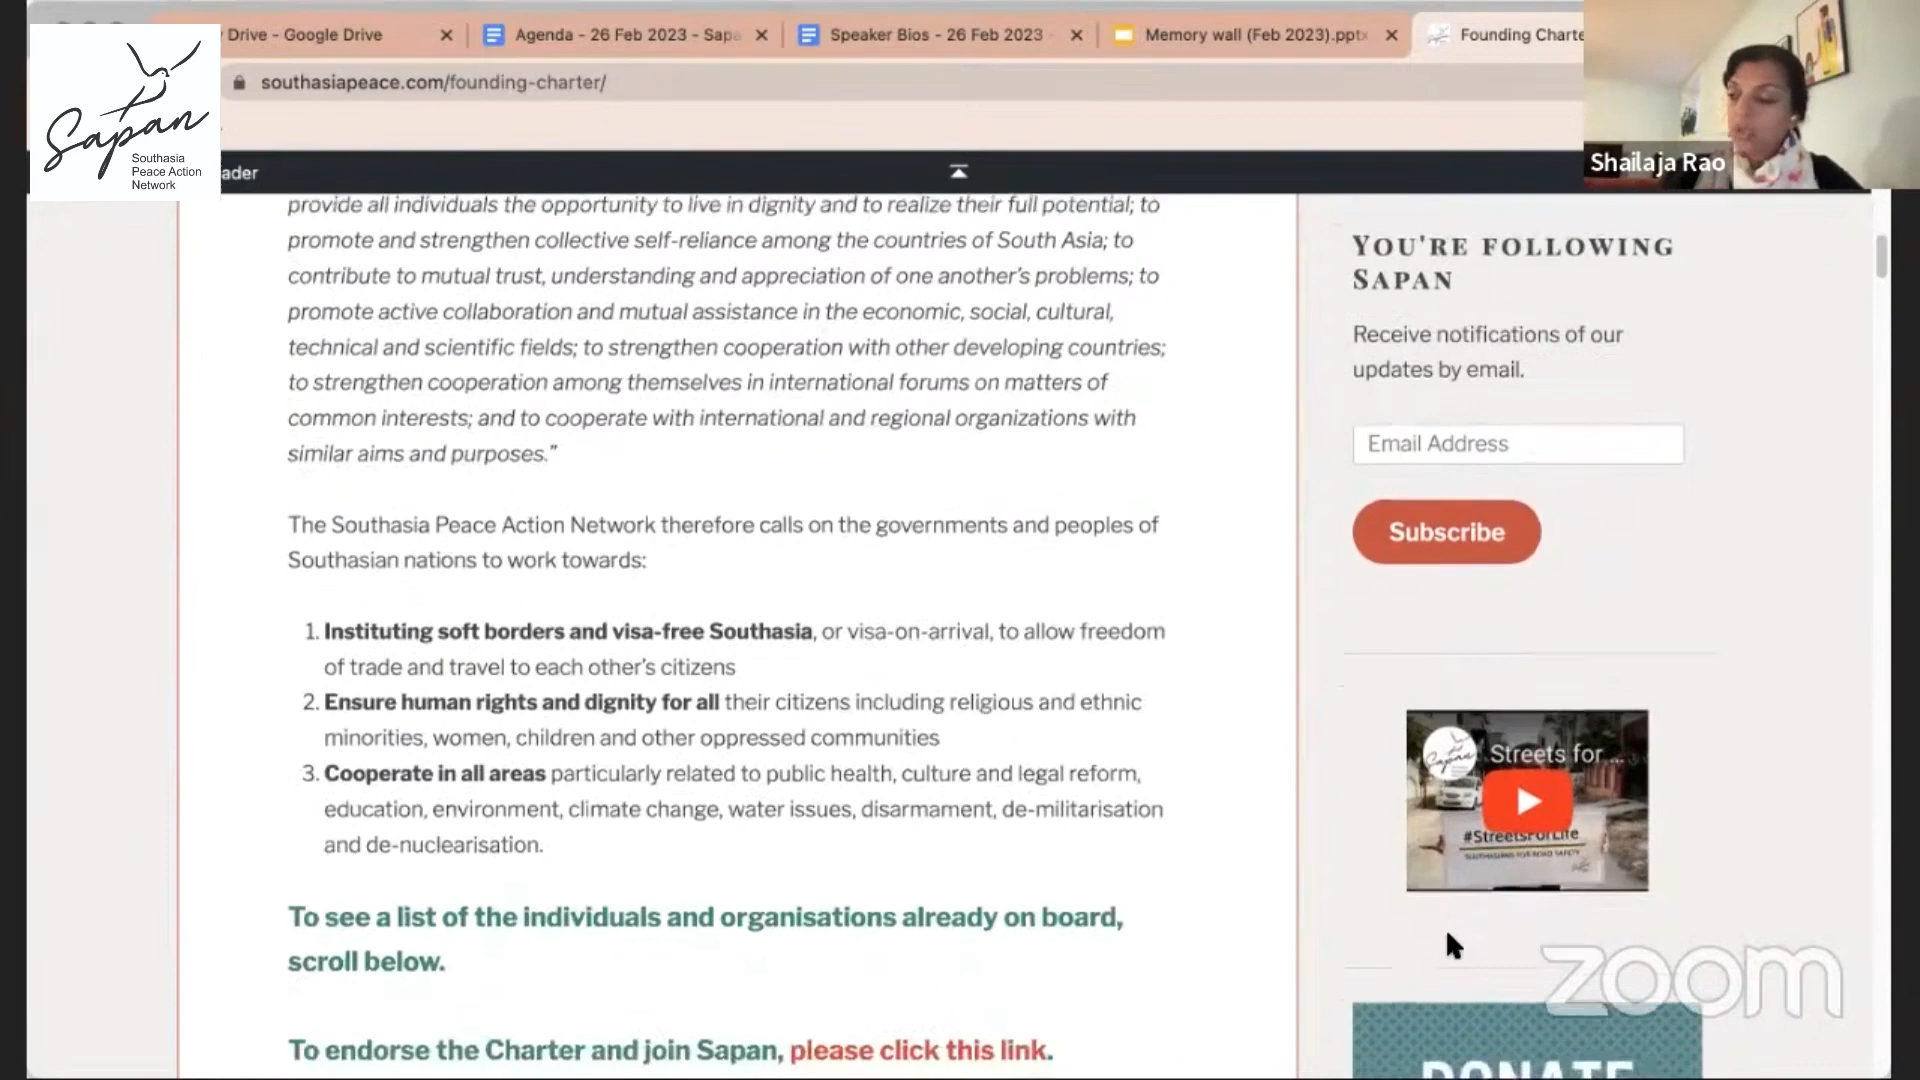 Drive - Google Drive
Agenda - 26 Feb 2023 - Sapa
Speaker Bios - 26 Feb 2023 -
Memory wall (Feb 2023).pptx
Founding Charte
southasiapeace.com/founding-charter/
Sapan
Southasia
Peace Action
Network
ader
Shailaja Rao
provide all individuals the opportunity to live in dignity and to realize their full potential; to
promote and strengthen collective self-reliance among the countries of South Asia; to
contribute to mutual trust, understanding and appreciation of one another's problems; to
promote active collaboration and mutual assistance in the economic, social, cultural,
technical and scientific fields; to strengthen cooperation with other developing countries;
to strengthen cooperation among themselves in international forums on matters of
common interests; and to cooperate with international and regional organizations with
similar aims and purposes.”
The Southasia Peace Action Network therefore calls on the governments and peoples of
Southasian nations to work towards:
1. Instituting soft borders and visa-free Southasia, or visa-on-arrival, to allow freedom
of trade and travel to each other's citizens
2. Ensure human rights and dignity for all their citizens including religious and ethnic
minorities, women, children and other oppressed communities
3. Cooperate in all areas particularly related to public health, culture and legal reform,
education, environment, climate change, water issues, disarmament, de-militarisation
and de-nuclearisation.
To see a list of the individuals and organisations already on board,
scroll below.
To endorse the Charter and join Sapan, please click this link.
YOU'RE FOLLOWING
SAPAN
Receive notifications of our
updates by email.
Email Address
Subscribe
Streets for ...
#StreetsForLife
SOUTHASIANS FOR ROAD SAFETY
zoom
DONATE